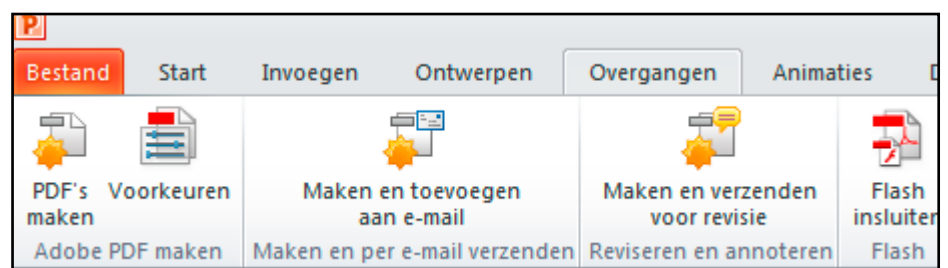 Bestand Start Invoegen Ontwerpen Overgangen Animaties
PDF's maken
Voorkeuren
Maken en toevoegen
aan e-mail
Maken en verzenden
voor revisie
Flash
insluiten
Adobe PDF maken Maken en per e-mail verzenden Reviseren en annoteren Flash